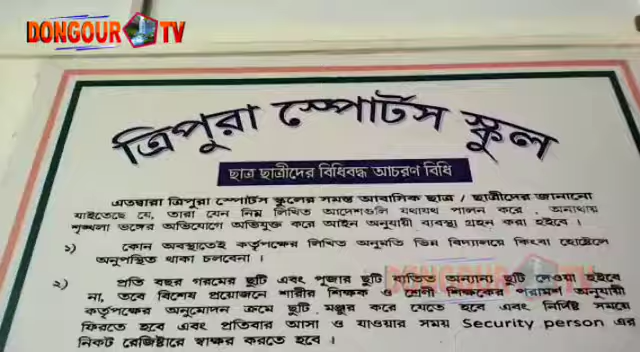 DONGOUR TV
ত্রিপুরা স্পোর্টস স্কুল
ছাত্র ছাত্রীদের বিধিবদ্ধ আচরণ বিধি
এতদ্বারা ত্রিপুরা স্পোর্টস স্কুলের সমস্ত আবাসিক ছাত্র / ছাত্রীদের জানানো
যাইতেছে যে, তারা যেন নিম্ন লিখিত আদেশগুলি যথাযথ পালন করে , অন্যথায়
শৃঙ্খলা ভঙ্গের অভিযোগে অভিযুক্ত করে আইন অনুযায়ী ব্যবস্থা গ্রহন করা হইবে ।
১) কোন অবস্থাতেই কর্তৃপক্ষের লিখিত অনুমতি ভিন্ন বিদ্যালয়ে কিংবা হোষ্টেলে
অনুপস্থিত থাকা চলবেনা ।
২) প্রতি বছর গরমের ছুটি এবং পূজার ছুটি ব্যতিত অন্যান্য ছুটি দেওয়া হইবে
না, তবে বিশেষ প্রয়োজনে শারীর শিক্ষক ও শ্রেণী শিক্ষকের পরামর্শ অনুযায়ী
কর্তৃপক্ষের অনুমোদন ক্রমে ছুটি মঞ্জুর করে যেতে হবে এবং নির্দিষ্ট সময়ে
ফিরতে হবে এবং প্রতিবার আসা ও যাওয়ার সময় Security person এর
নিকট রেজিষ্টারে স্বাক্ষর করতে হবে ।
DONGOUR TV